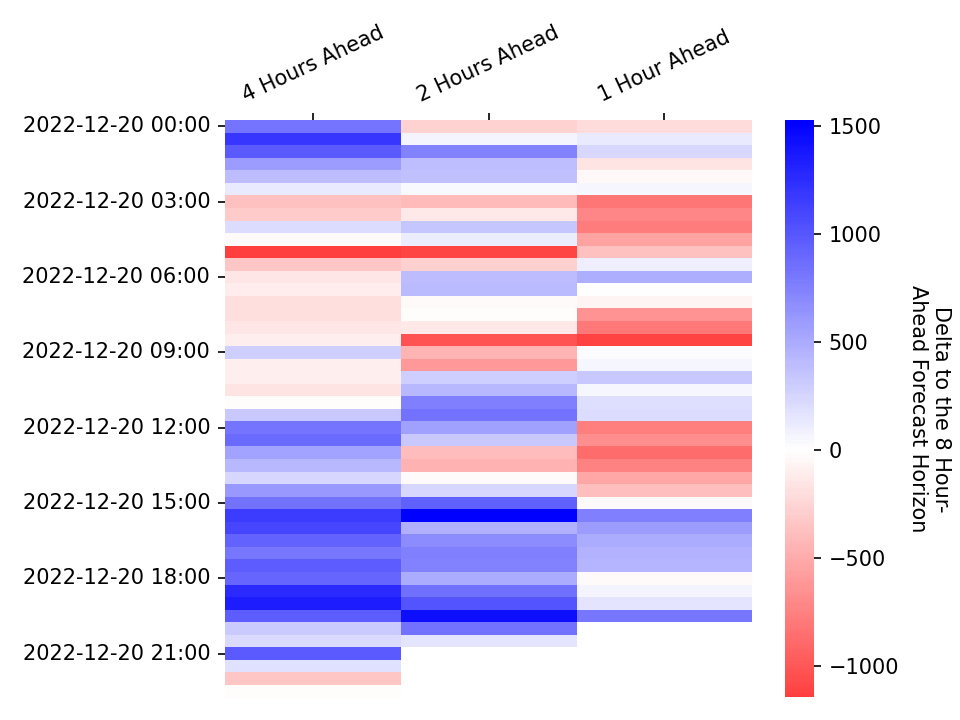 4 Hours Ahead
2 Hours Ahead
1 Hour Ahead
2022-12-20 00:00
2022-12-20 03:00
2022-12-20 06:00
2022-12-20 09:00
2022-12-20 12:00
2022-12-20 15:00
2022-12-20 18:00
2022-12-20 21:00
1500
1000
500
0
−500
−1000
Delta to the 8 Hour-
Ahead Forecast Horizon